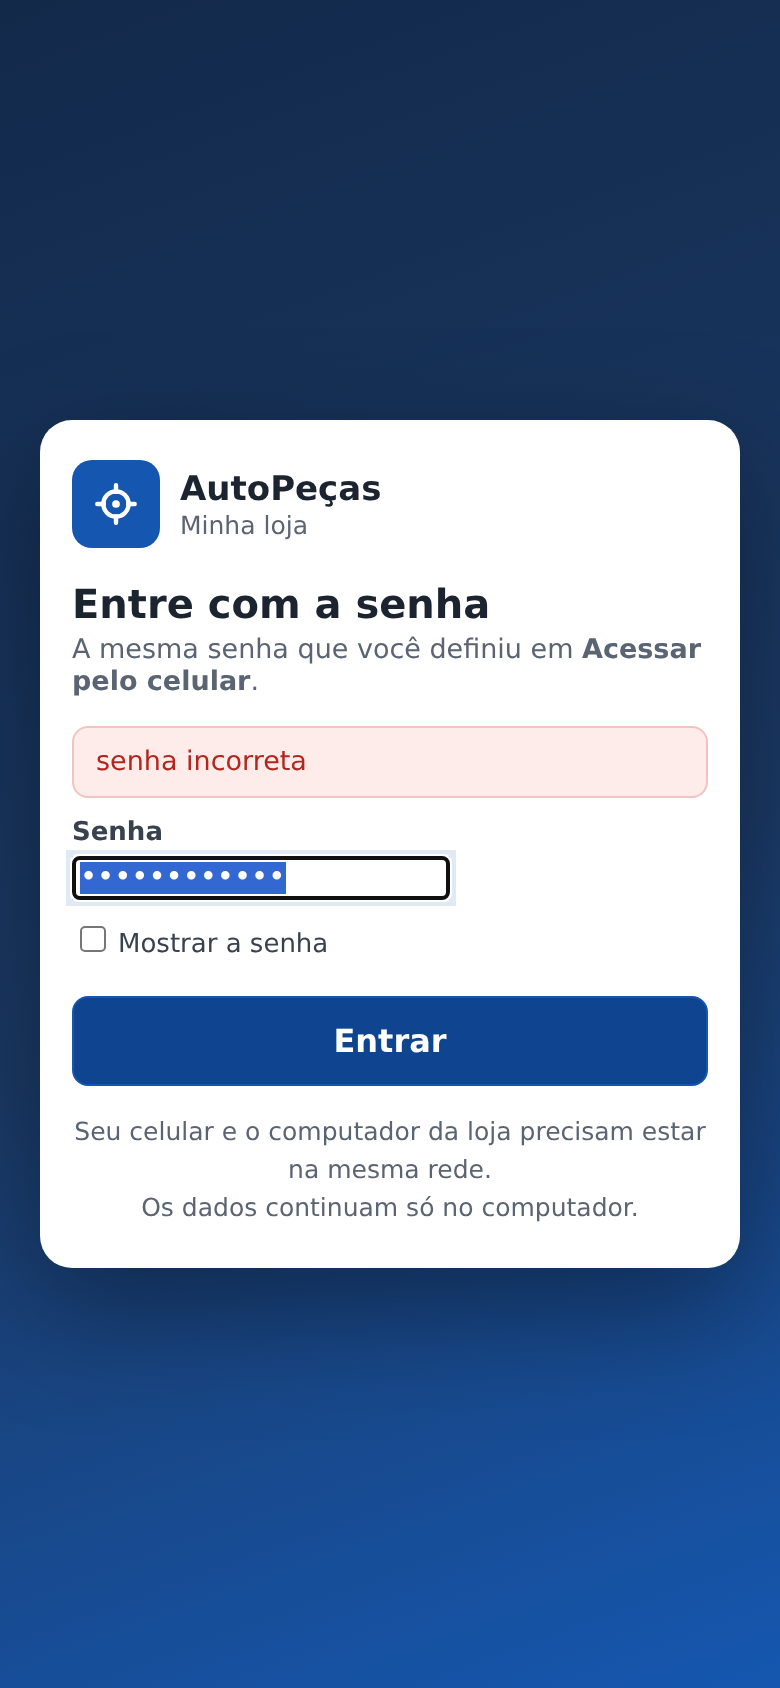 AutoPeças
Minha loja
Entre com a senha
A mesma senha que você definiu em Acessar
pelo celular.
senha incorreta
Senha
••••••••••••
Mostrar a senha
Entrar
Seu celular e o computador da loja precisam estar
na mesma rede.
Os dados continuam só no computador.